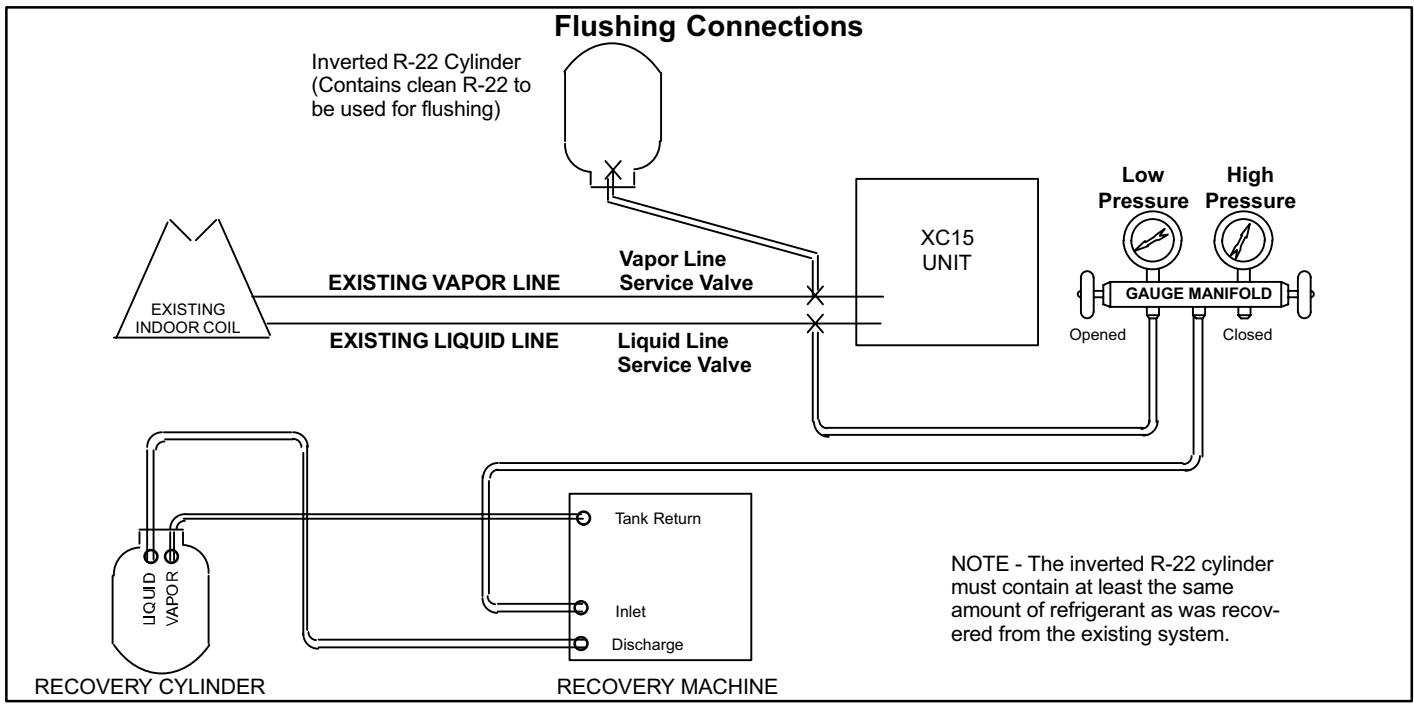 Flushing Connections
Inverted R-22 Cylinder
(Contains clean R-22 to
be used for flushing)
Low
Pressure
High
Pressure
XC15
UNIT
Vapor Line
Service Valve
EXISTING VAPOR LINE
EXISTING
INDOOR COIL
GAUGE MANIFOLD
EXISTING LIQUID LINE
Liquid Line
Service Valve
Opened
Closed
Tank Return
Inlet
Discharge
LIQUID
VAPOR
RECOVERY CYLINDER
RECOVERY MACHINE
NOTE - The inverted R-22 cylinder
must contain at least the same
amount of refrigerant as was recov-
ered from the existing system.